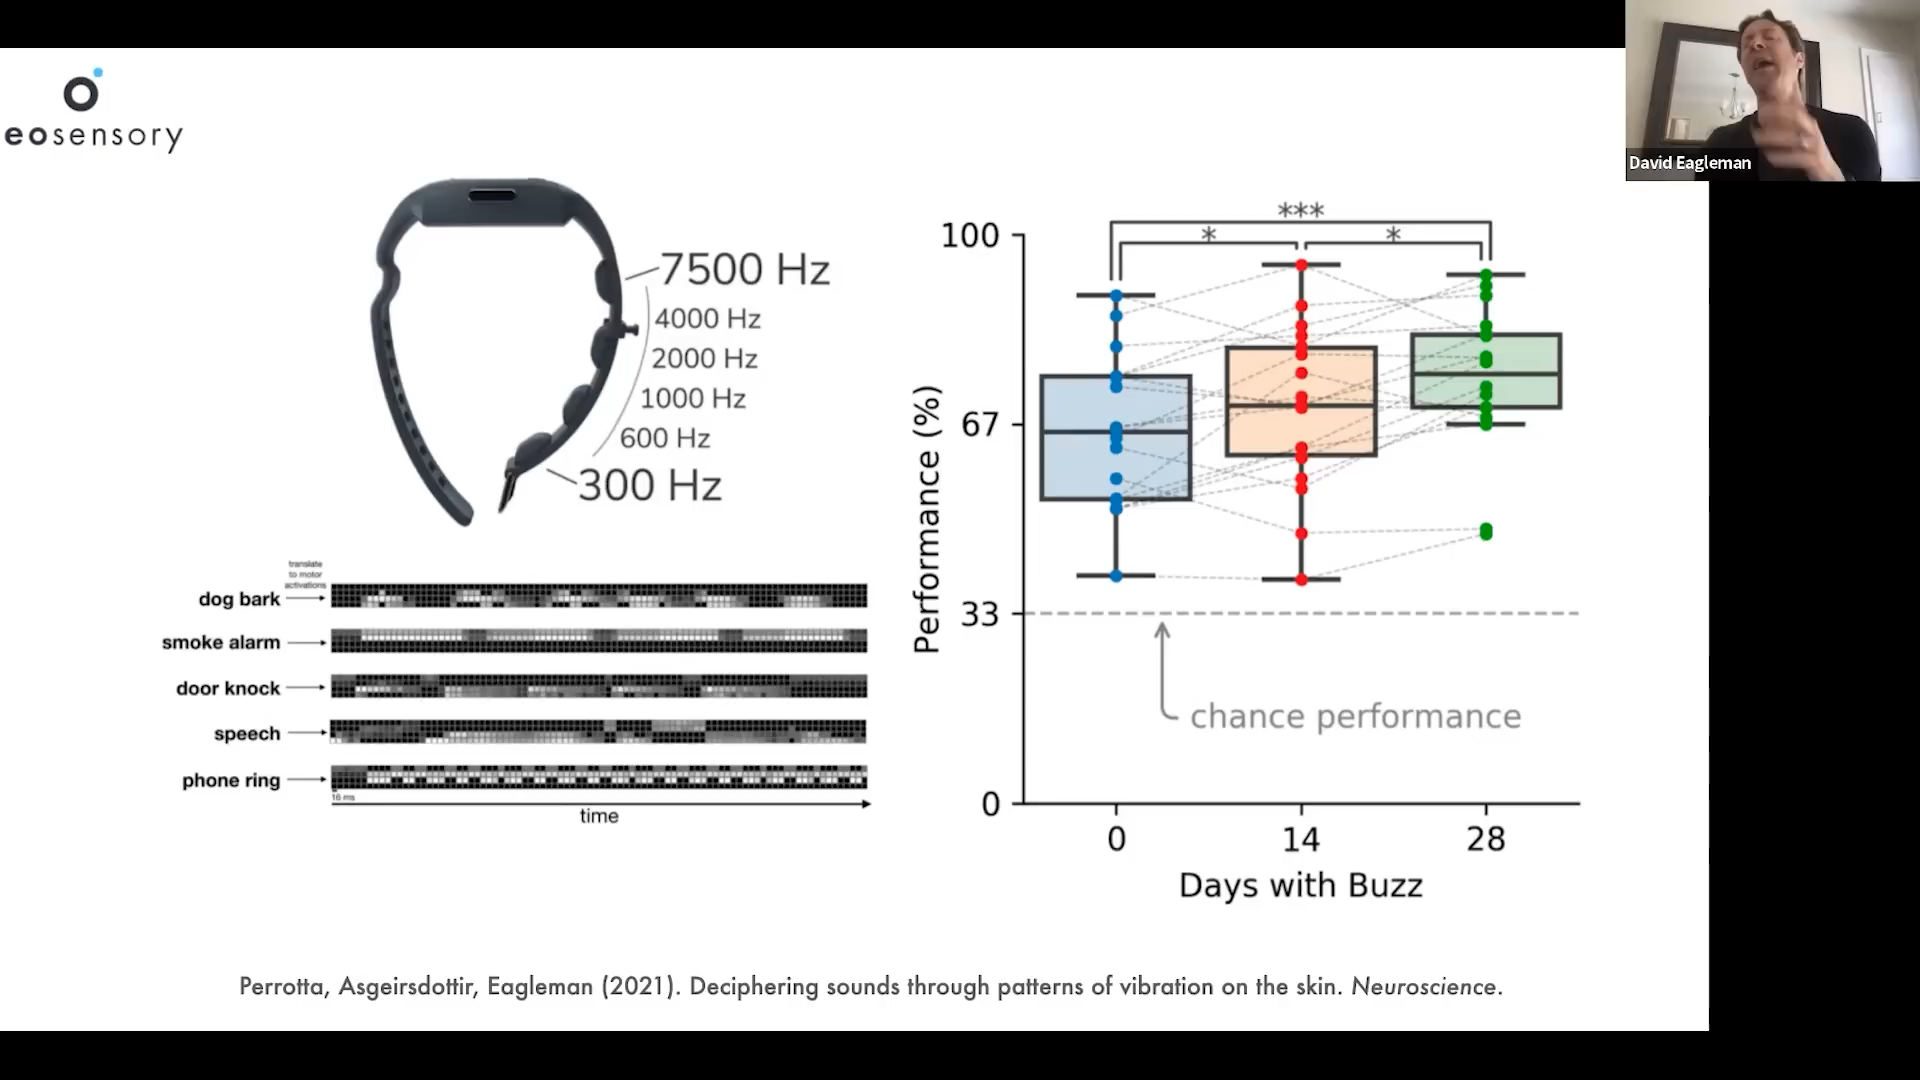 eosensory
David Eagleman
7500 Hz
4000 Hz
2000 Hz
1000 Hz
600 Hz
300 Hz
translate
to motor
activations
dog bark
smoke alarm
door knock
speech
phone ring
16 ms
time
***
*
*
100
67
33
0
Performance (%)
chance performance
0 14 28
Days with Buzz
Perrotta, Asgeirsdottir, Eagleman (2021). Deciphering sounds through patterns of vibration on the skin. Neuroscience.